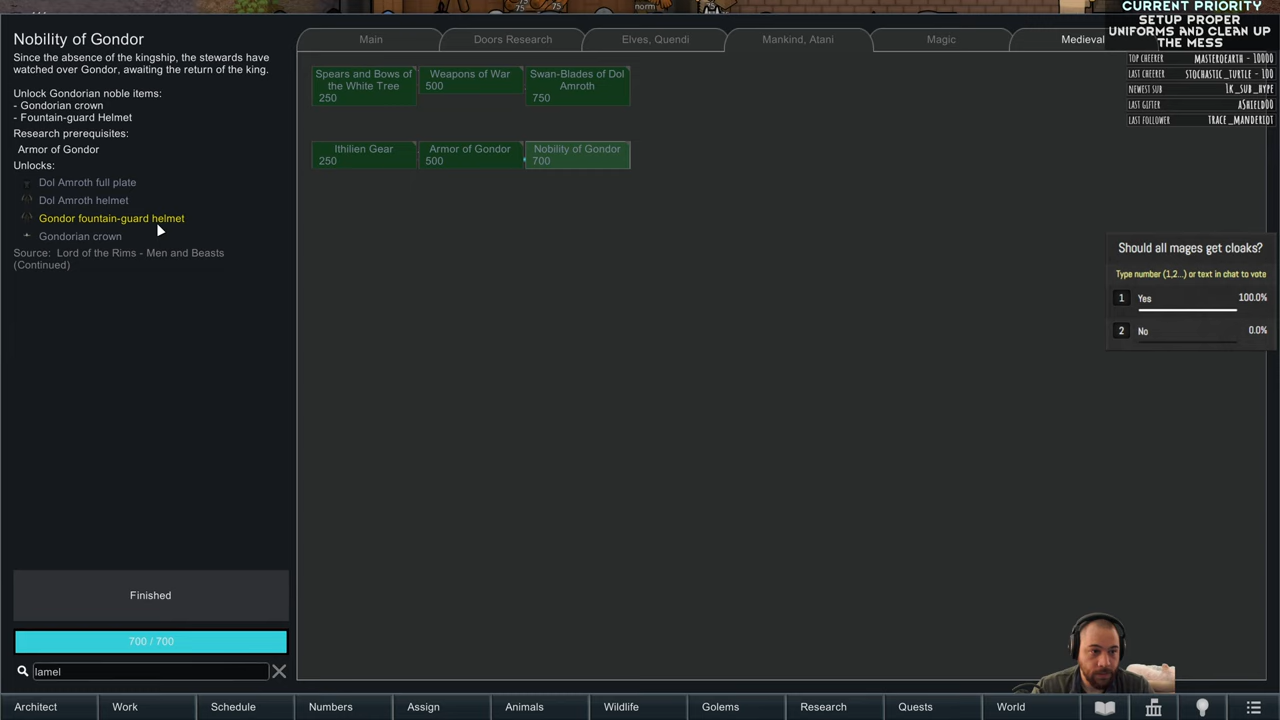 75
75
75
75
norm
75
CURRENT PRIORITY
SETUP PROPER
UNIFORMS AND CLEAN UP
THE MESS
Main
Doors Research
Elves, Quendi
Mankind, Atani
Magic
Medieval
TOP CHEERER MASTEROEARTH - 10000
LAST CHEERER STOCHASTIC_TURTLE - 100
NEWEST SUB 1K_SUB_HYPE
LAST GIFTER ASHIELD00
LAST FOLLOWER TRACE_MANDERIDT
Nobility of Gondor
Since the absence of the kingship, the stewards have
watched over Gondor, awaiting the return of the king.
Unlock Gondorian noble items:
- Gondorian crown
- Fountain-guard Helmet
Research prerequisites:
Armor of Gondor
Unlocks:
Dol Amroth full plate
Dol Amroth helmet
Gondor fountain-guard helmet
Gondorian crown
Source: Lord of the Rims - Men and Beasts
(Continued)
Spears and Bows of
the White Tree
250
Weapons of War
500
Swan-Blades of Dol
Amroth
750
Ithilien Gear
250
Armor of Gondor
500
Nobility of Gondor
700
Should all mages get cloaks?
Type number (1,2...) or text in chat to vote
1 Yes 100.0%
2 No 0.0%
Finished
700 / 700
lamel
Architect
Work
Schedule
Numbers
Assign
Animals
Wildlife
Golems
Research
Quests
World